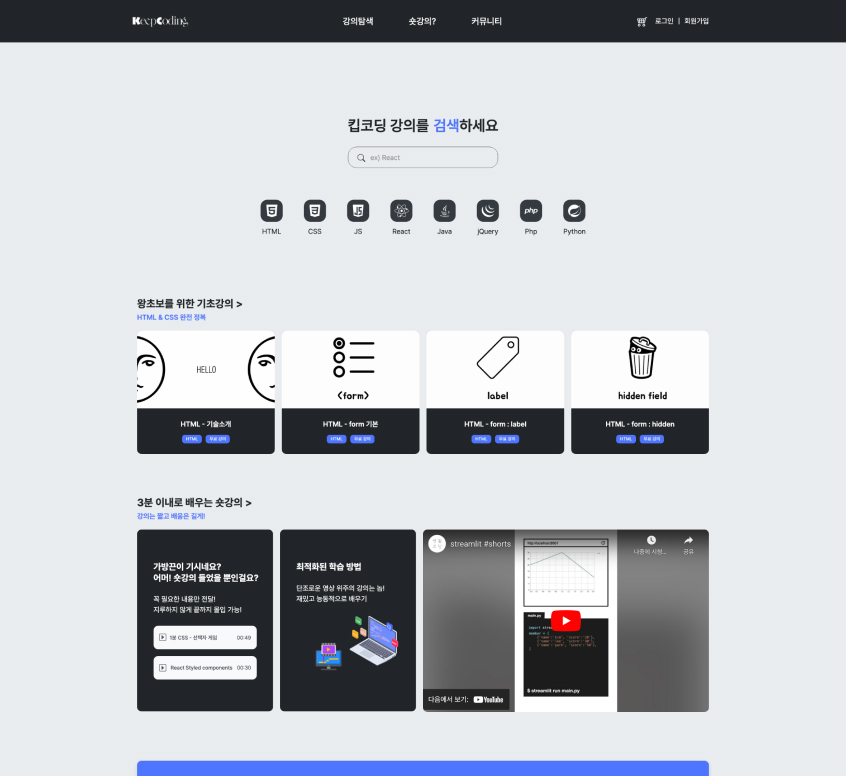 KeepCoding.
강의탐색 숏강의? 커뮤니티
로그인 | 회원가입
킵코딩 강의를 검색하세요
ex) React
HTML CSS JS React Java jQuery Php Python
php
왕초보를 위한 기초강의 >
HTML & CSS 완전 정복
HELLO
<form>
label
hidden field
HTML - 기술소개
HTML 무료 강의
HTML - form 기본
HTML 무료 강의
HTML - form : label
HTML 무료 강의
HTML - form : hidden
HTML 무료 강의
3분 이내로 배우는 숏강의 >
강의는 짧고 배움은 길게!
가방끈이 기시네요?
어머! 숏강의 들었을 뿐인걸요?
꼭 필요한 내용만 전달!
지루하지 않게 끝까지 몰입 가능!
1분 CSS - 선택자 게임 00:49
React Styled compenents 00:30
최적화된 학습 방법
단조로운 영상 위주의 강의는 놉!
재밌고 능동적으로 배우기
streamlit #shorts
나중에 시청...
공유
main.py
$ streamlit run main.py
다음에서 보기: YouTube